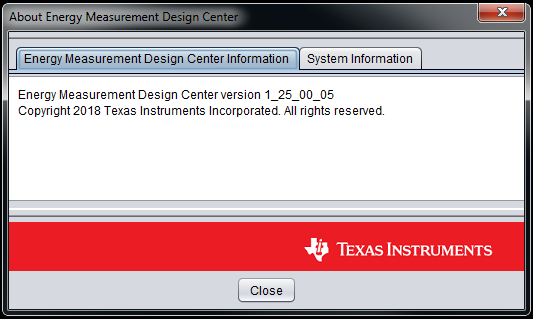 About Energy Measurement Design Center
Energy Measurement Design Center Information
System Information
Energy Measurement Design Center version 1_25_00_05
Copyright 2018 Texas Instruments Incorporated. All rights reserved.
TEXAS INSTRUMENTS
Close